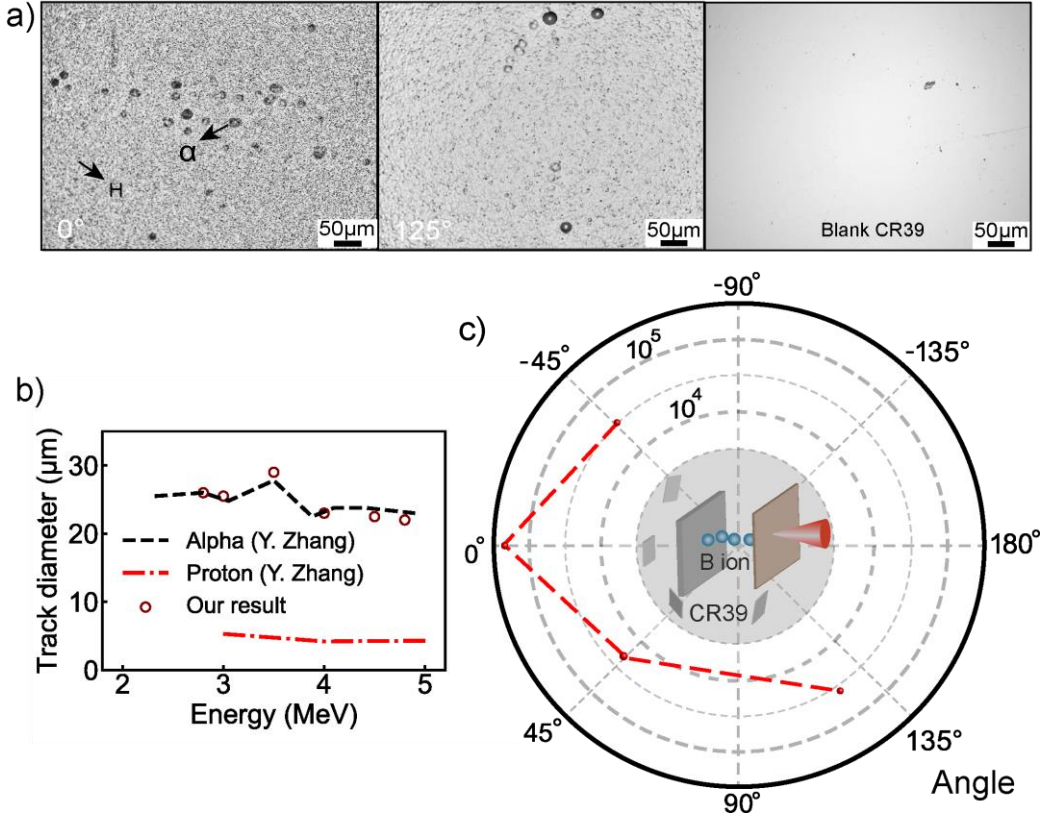 a)
α
H
0°
50µm
125°
50µm
Blank CR39
50µm
b)
Track diameter (µm)
30
20
10
0
Alpha (Y. Zhang)
Proton (Y. Zhang)
Our result
2 3 4 5
Energy (MeV)
c)
-90°
-45°
10⁵
-135°
10⁴
0°
180°
B ion
CR39
45°
135°
90°
Angle